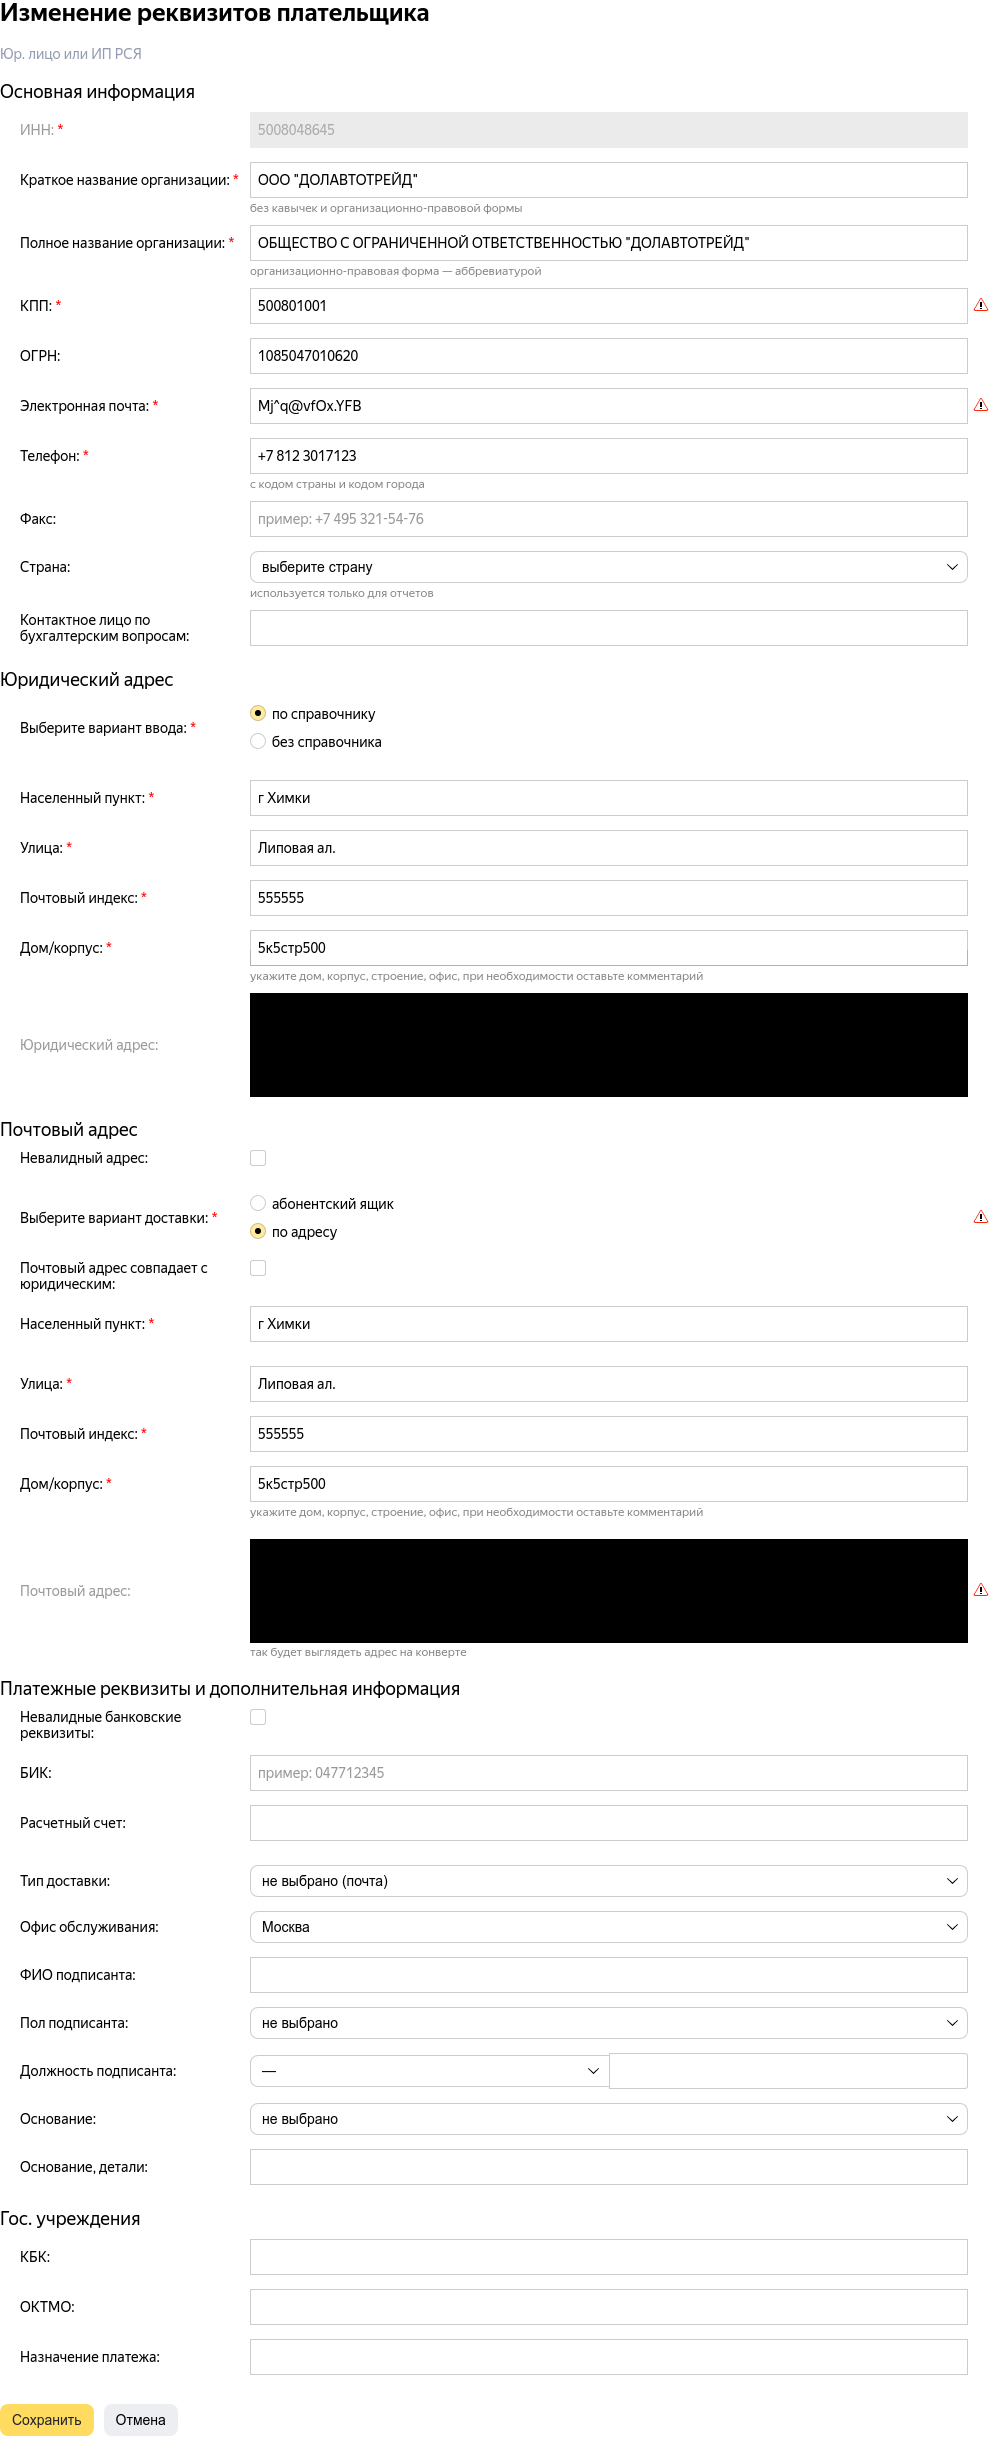 Изменение реквизитов плательщика
Юр. лицо или ИП РСЯ
Основная информация
ИНН: * 5008048645
Краткое название организации: * ООО "ДОЛАВТОТРЕЙД"
без кавычек и организационно-правовой формы
Полное название организации: * ОБЩЕСТВО С ОГРАНИЧЕННОЙ ОТВЕТСТВЕННОСТЬЮ "ДОЛАВТОТРЕЙД"
организационно-правовая форма — аббревиатурой
КПП: * 500801001
ОГРН: 1085047010620
Электронная почта: * Mj^q@vfOx.YFB
Телефон: * +7 812 3017123
с кодом страны и кодом города
Факс: пример: +7 495 321-54-76
Страна: выберите страну
используется только для отчетов
Контактное лицо по
бухгалтерским вопросам:
Юридический адрес
Выберите вариант ввода: *
по справочнику
без справочника
Населенный пункт: * г Химки
Улица: * Липовая ал.
Почтовый индекс: * 555555
Дом/корпус: * 5к5стр500
укажите дом, корпус, строение, офис, при необходимости оставьте комментарий
Юридический адрес:
Почтовый адрес
Невалидный адрес:
Выберите вариант доставки: *
абонентский ящик
по адресу
Почтовый адрес совпадает с
юридическим:
Населенный пункт: * г Химки
Улица: * Липовая ал.
Почтовый индекс: * 555555
Дом/корпус: * 5к5стр500
укажите дом, корпус, строение, офис, при необходимости оставьте комментарий
Почтовый адрес:
так будет выглядеть адрес на конверте
Платежные реквизиты и дополнительная информация
Невалидные банковские
реквизиты:
БИК: пример: 047712345
Расчетный счет:
Тип доставки: не выбрано (почта)
Офис обслуживания: Москва
ФИО подписанта:
Пол подписанта: не выбрано
Должность подписанта: —
Основание: не выбрано
Основание, детали:
Гос. учреждения
КБК:
ОКТМО:
Назначение платежа:
Сохранить Отмена